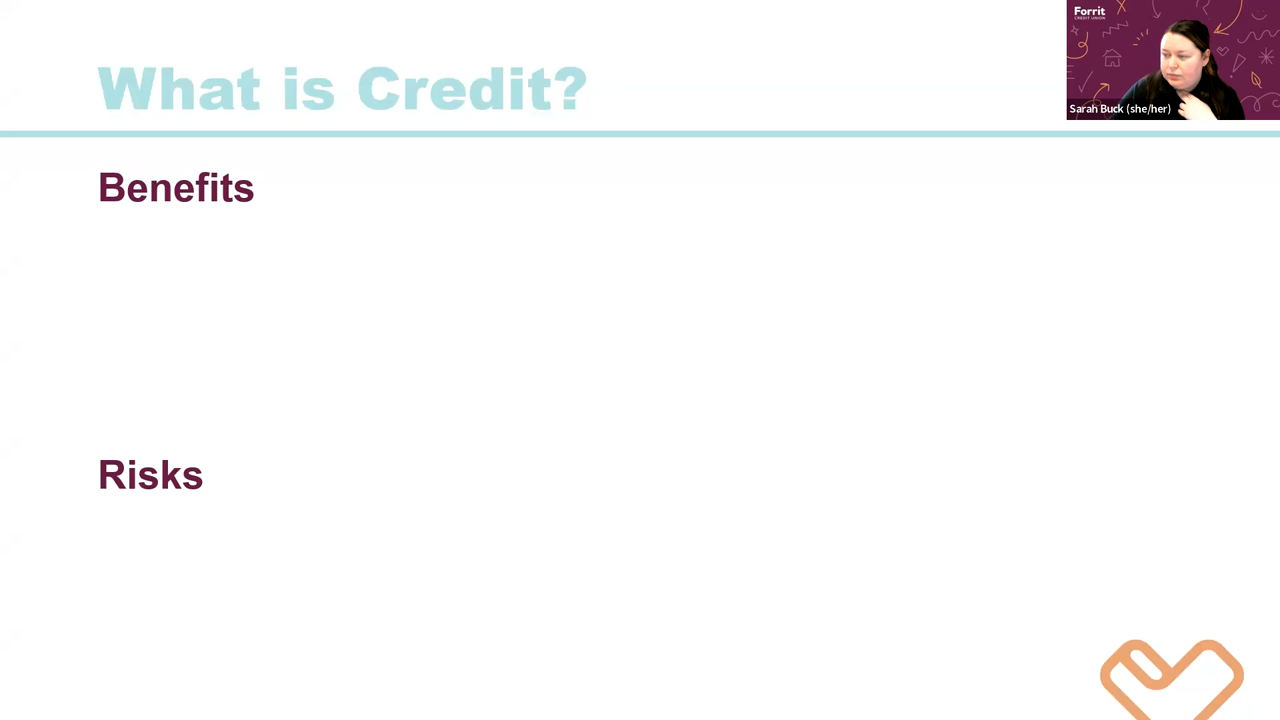 What is Credit?
Forrit
CREDIT UNION
Sarah Buck (she/her)
Benefits
Risks